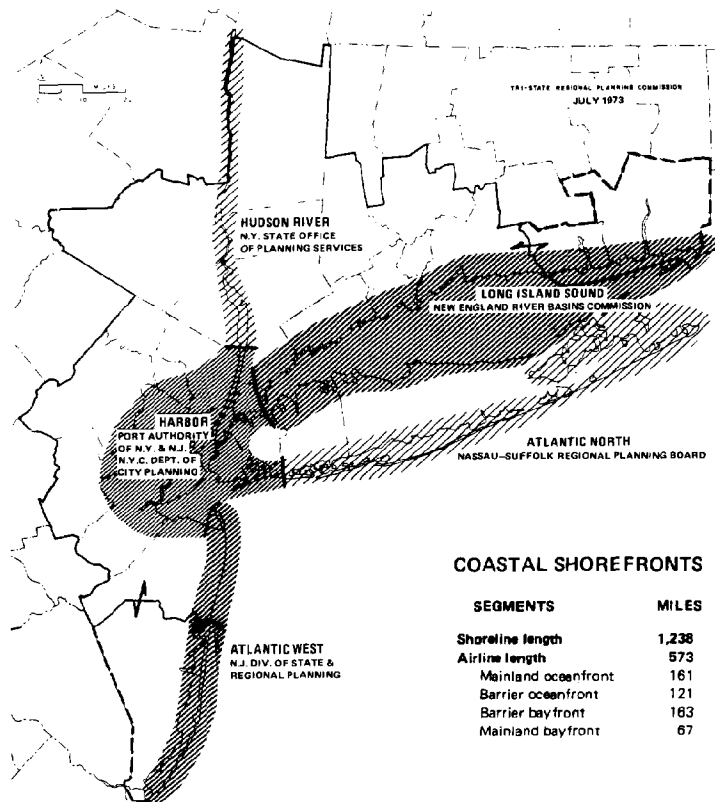 MILES
TRI-STATE REGIONAL PLANNING COMMISSION
JULY 1973
HUDSON RIVER
N.Y. STATE OFFICE
OF PLANNING SERVICES
LONG ISLAND SOUND
NEW ENGLAND RIVER BASINS COMMISSION
HARBOR
PORT AUTHORITY
OF N.Y. & N.J.
N.Y.C. DEPT. OF
CITY PLANNING
ATLANTIC NORTH
NASSAU–SUFFOLK REGIONAL PLANNING BOARD
ATLANTIC WEST
N.J. DIV. OF STATE &
REGIONAL PLANNING
COASTAL SHOREFRONTS
SEGMENTS MILES
Shoreline length 1,238
Airline length 573
Mainland oceanfront 161
Barrier oceanfront 121
Barrier bayfront 163
Mainland bayfront 67